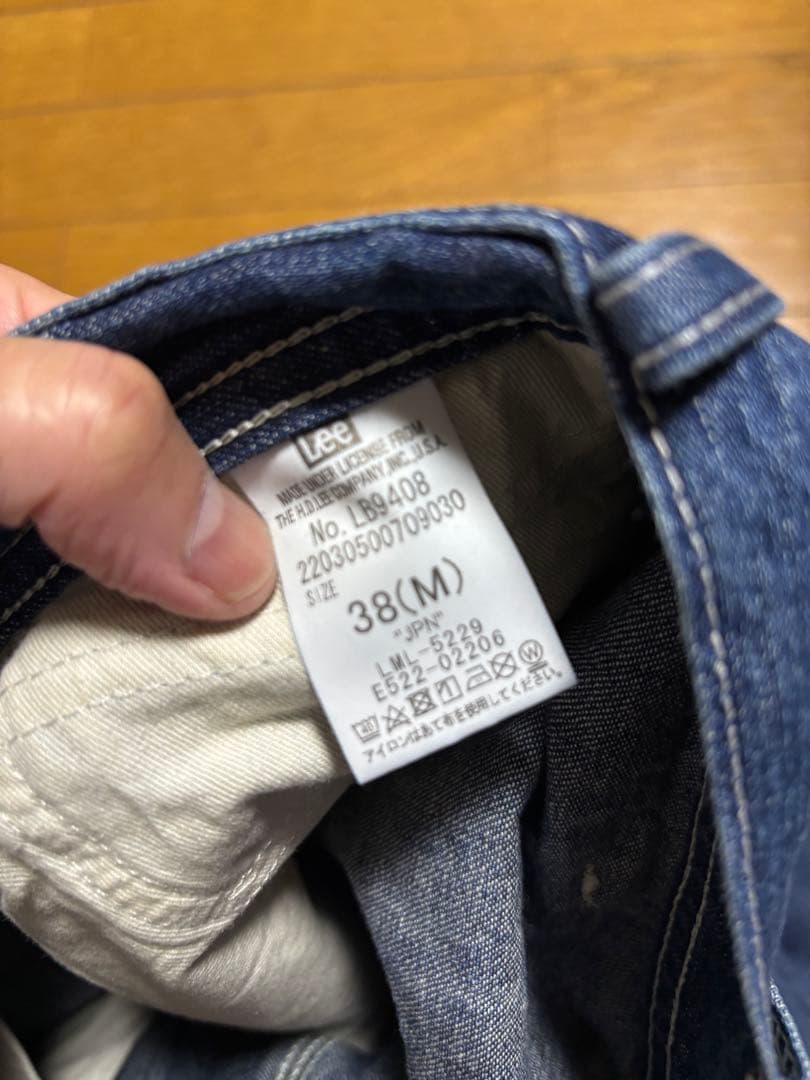 Lee
MADE UNDER LICENSE FROM
THE H.D.LEE COMPANY,INC.,U.S.A.
No. LB9408
22030500709030
SIZE
38(M)
"JPN"
LML-5229
E522-02206
40 W
アイロンはあて布を使用してください。